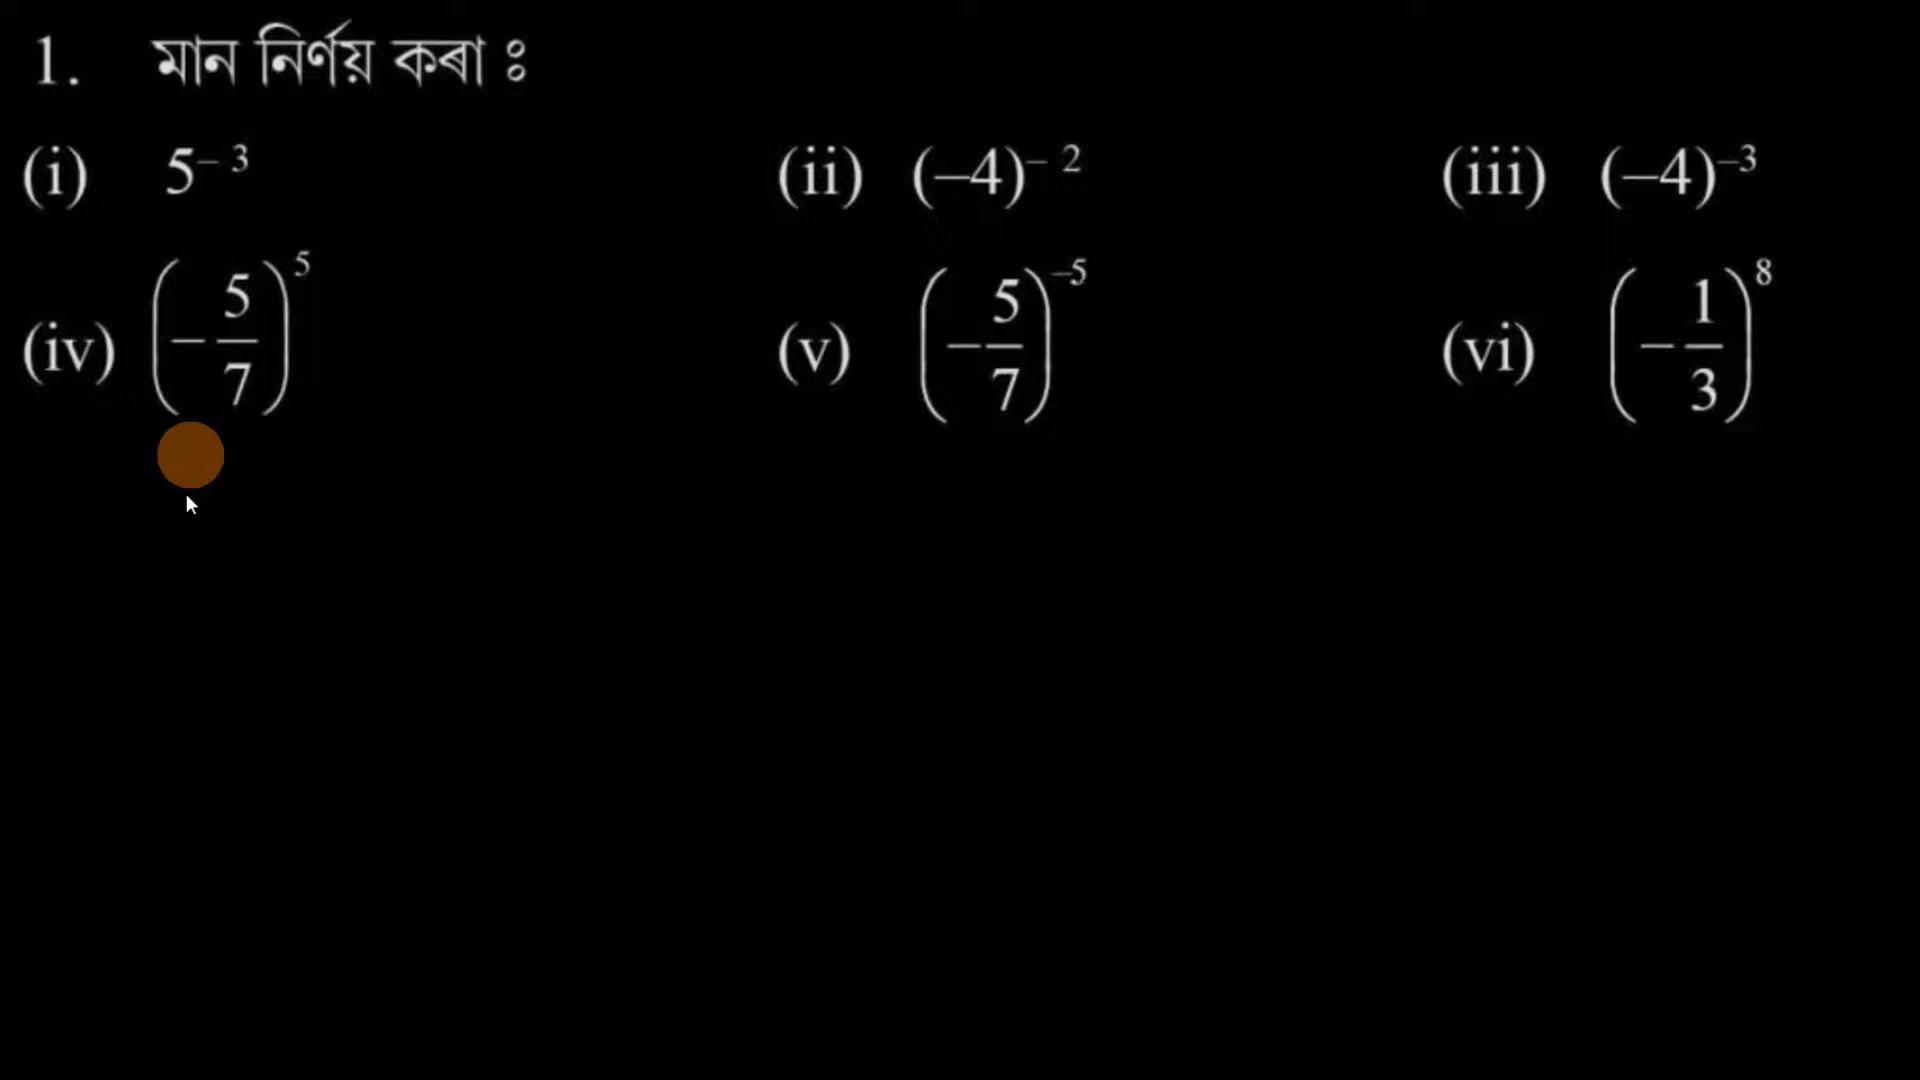 1. মান নিৰ্ণয় কৰা ঃ
(i) 5⁻³ (ii) (–4)⁻² (iii) (–4)⁻³
(iv) (–5/7)⁵ (v) (–5/7)⁻⁵ (vi) (–1/3)⁸